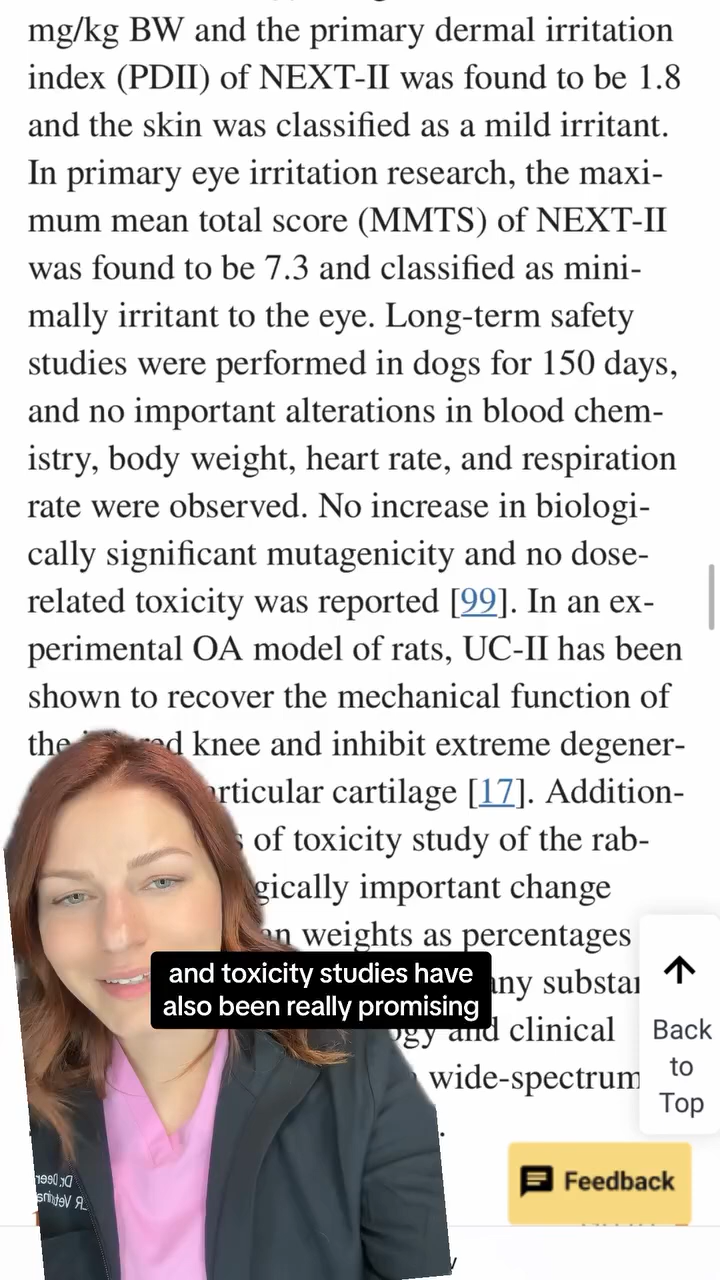 mg/kg BW and the primary dermal irritation
index (PDII) of NEXT-II was found to be 1.8
and the skin was classified as a mild irritant.
In primary eye irritation research, the maxi-
mum mean total score (MMTS) of NEXT-II
was found to be 7.3 and classified as mini-
mally irritant to the eye. Long-term safety
studies were performed in dogs for 150 days,
and no important alterations in blood chem-
istry, body weight, heart rate, and respiration
rate were observed. No increase in biologi-
cally significant mutagenicity and no dose-
related toxicity was reported [99]. In an ex-
perimental OA model of rats, UC-II has been
shown to recover the mechanical function of
the knee and inhibit extreme degener-
articular cartilage [17]. Addition-
of toxicity study of the rab-
important change
weights as percentages
and toxicity studies have
also been really promising
any
and clinical
wide-spectrum
Back
to
Top
Feedback
Dr. Deer